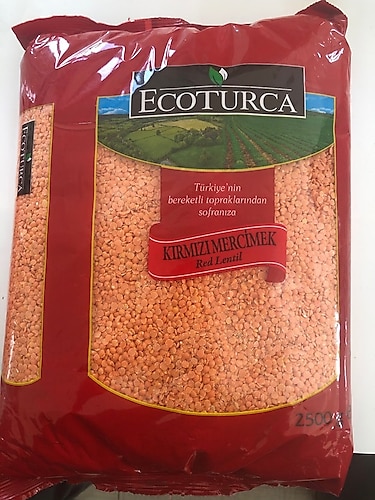 ECOTURCA
ECOTURCA
Türkiye'nin
bereketli topraklarından
sofranıza
KIRMIZI MERCİMEK
Red Lentil
2500